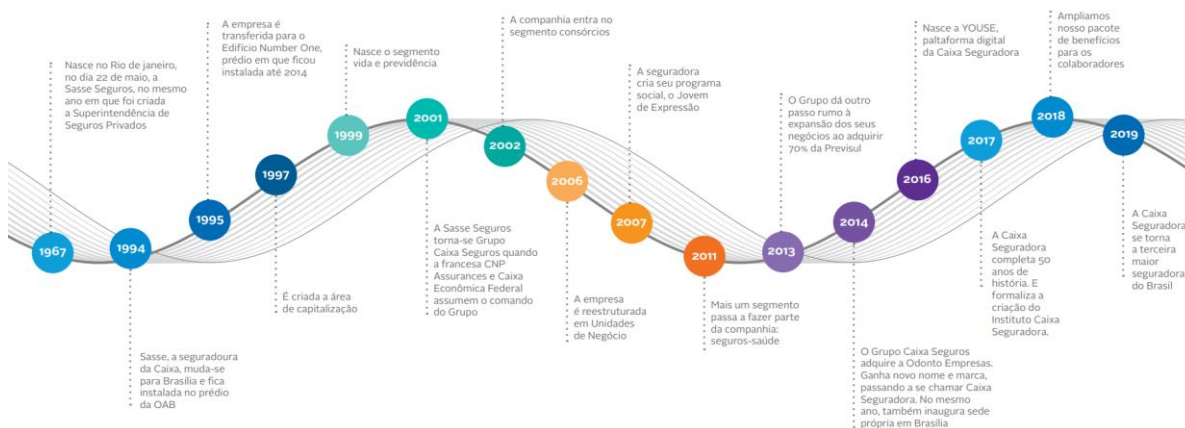 1967
Nasce no Rio de janeiro,
no dia 22 de maio, a
Sasse Seguros, no mesmo
ano em que foi criada
a Superintendência de
Seguros Privados
1994
Sasse, a seguradoura
da Caixa, muda-se
para Brasília e fica
instalada no prédio
da OAB
1995
A empresa é
transferida para o
Edifício Number One,
prédio em que ficou
instalada até 2014
1997
É criada a área
de capitalização
1999
Nasce o segmento
vida e previdência
2001
A Sasse Seguros
torna-se Grupo
Caixa Seguros quando
a francesa CNP
Assurances e Caixa
Econômica Federal
assumem o comando
do Grupo
2002
A companhia entra no
segmento consórcios
2006
A empresa
é reestruturada
em Unidades
de Negócio
2007
A seguradora
cria seu programa
social, o Jovem
de Expressão
2011
Mais um segmento
passa a fazer parte
da companhia:
seguros-saúde
2013
O Grupo dá outro
passo rumo à
expansão dos seus
negócios ao adquirir
70% da Previsul
2014
O Grupo Caixa Seguros
adquire a Odonto Empresas.
Ganha novo nome e marca,
passando a se chamar Caixa
Seguradora. No mesmo
ano, também inaugura sede
própria em Brasília
2016
Nasce a YOUSE,
paltaforma digital
da Caixa Seguradora
2017
A Caixa
Seguradora
completa 50
anos de
história. E
formaliza a
criação do
Instituto Caixa
Seguradora.
2018
Ampliamos
nosso pacote
de benefícios
para os
colaboradores
2019
A Caixa
Seguradora
se torna
a terceira
maior
seguradora
do Brasil